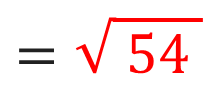 = √54